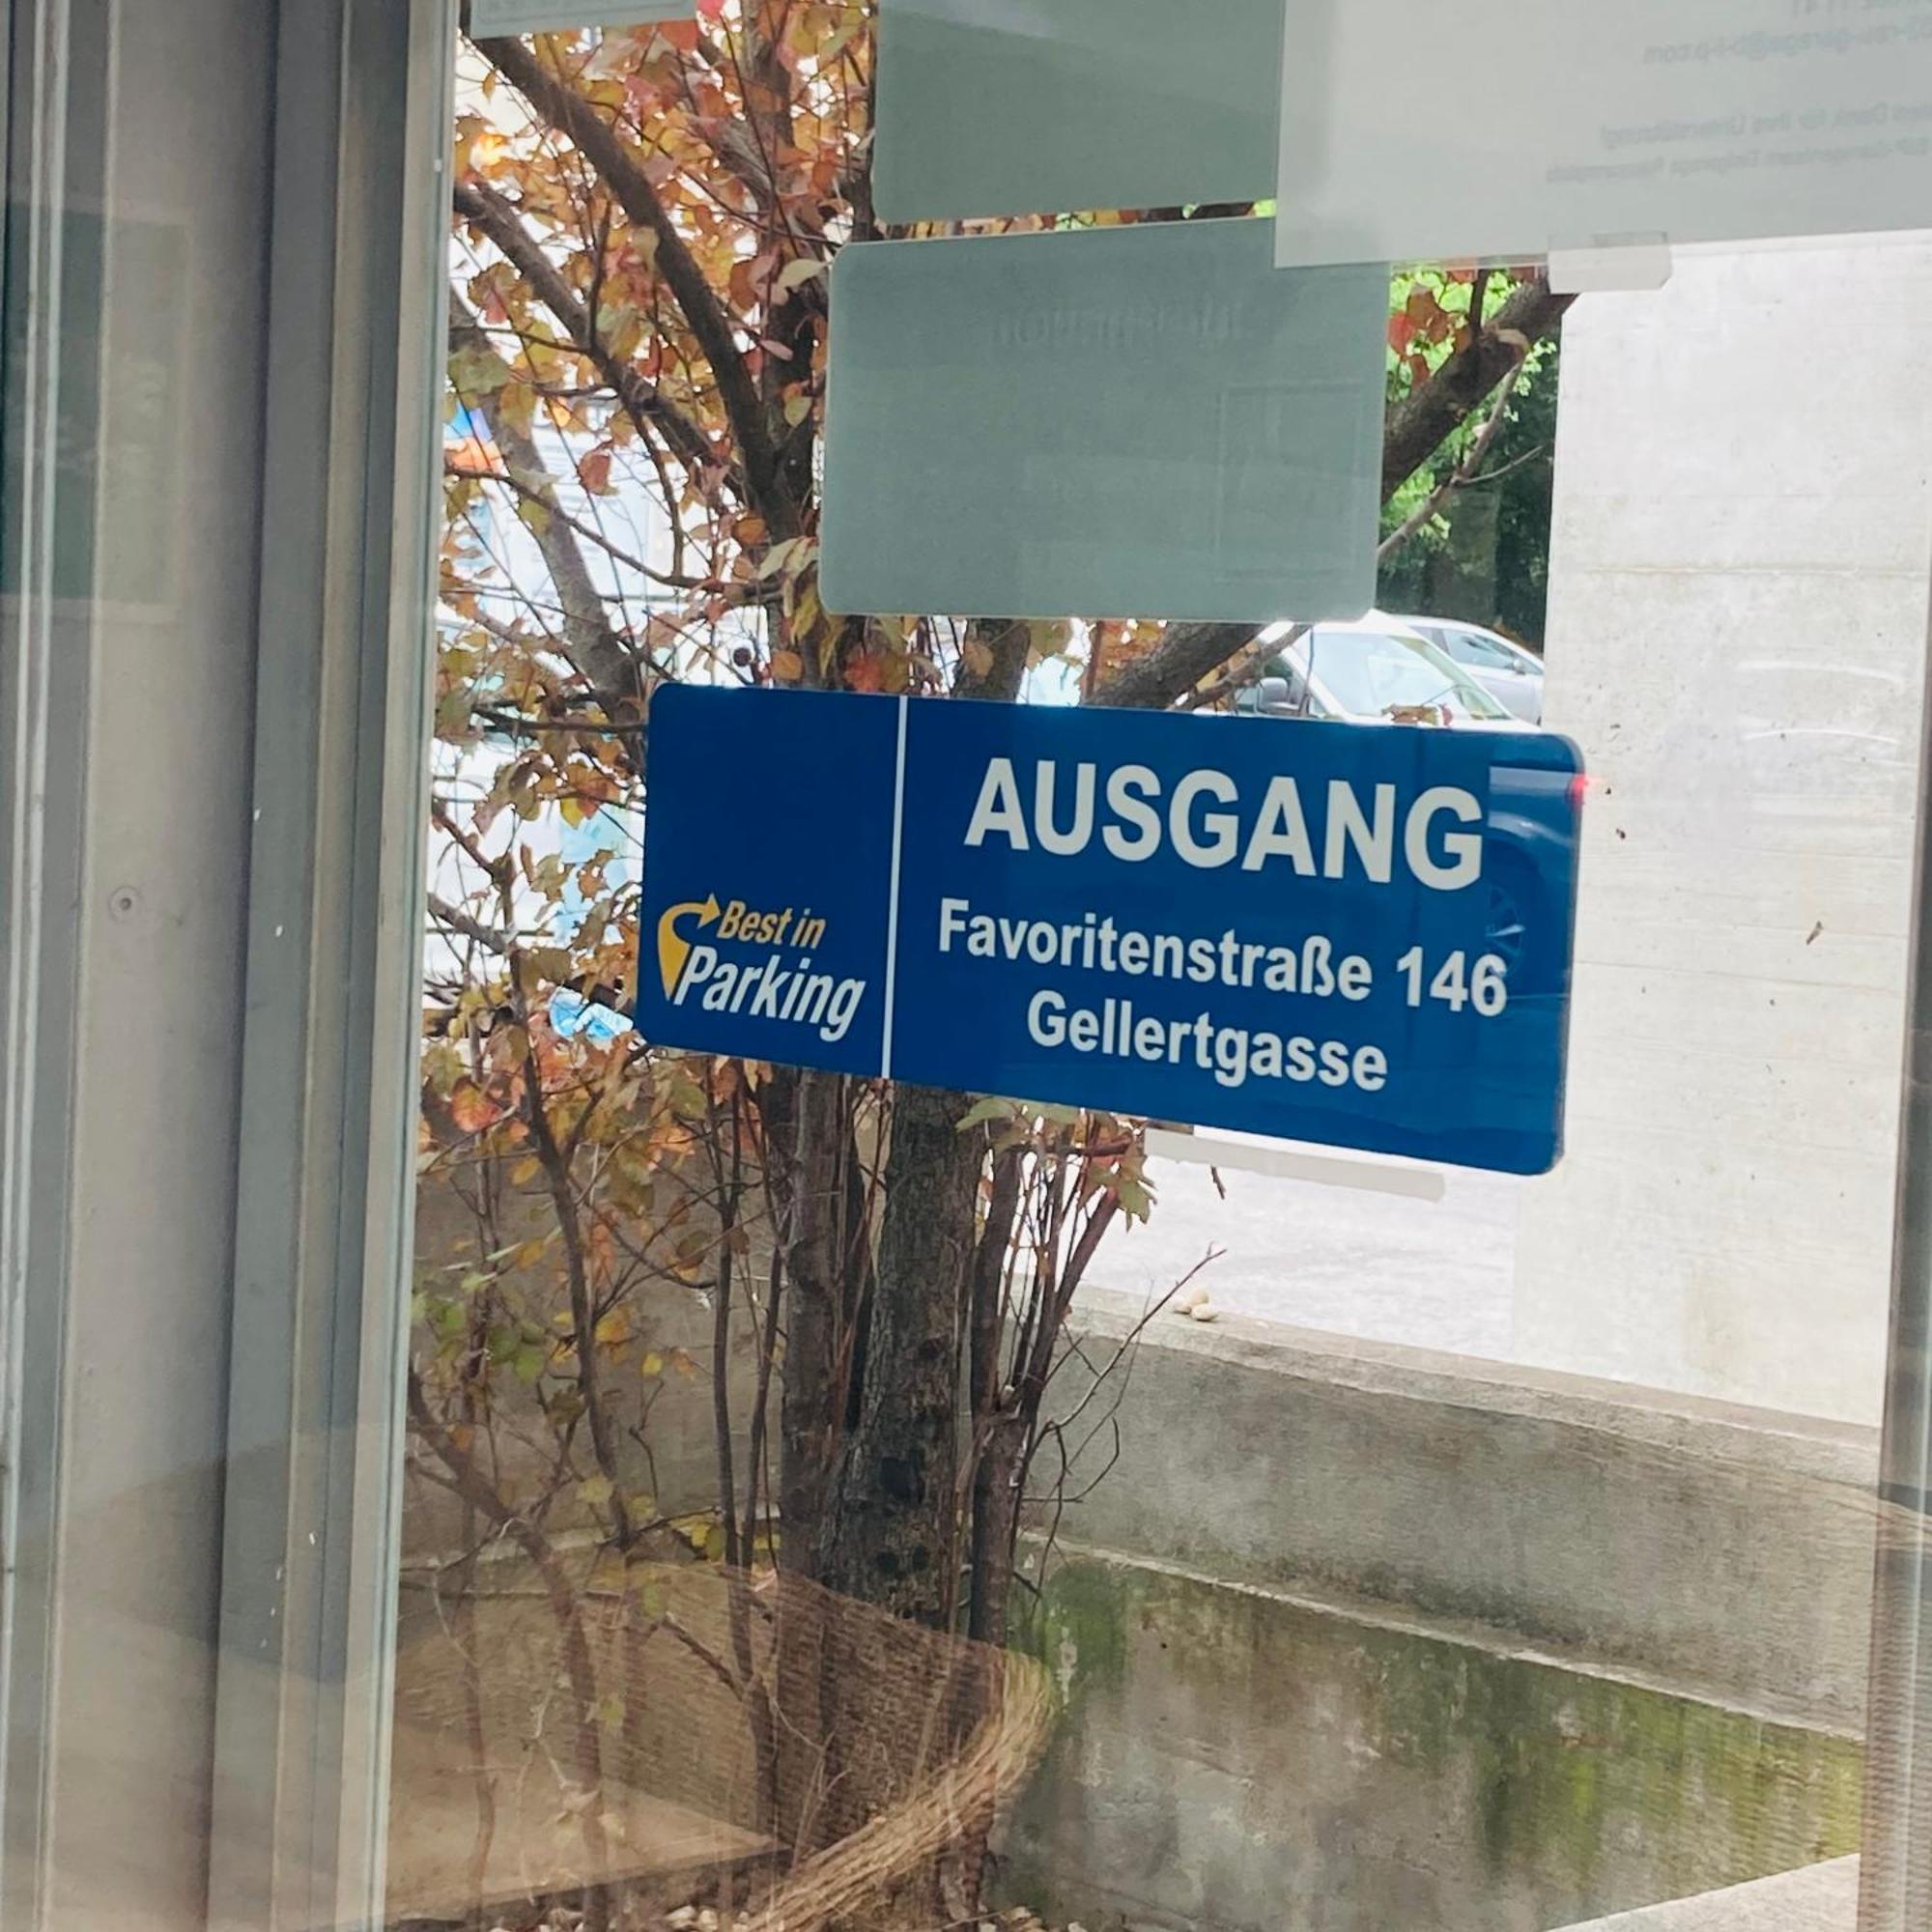 AUSGANG
Favoritenstraße 146
Gellertgasse
Best in
Parking